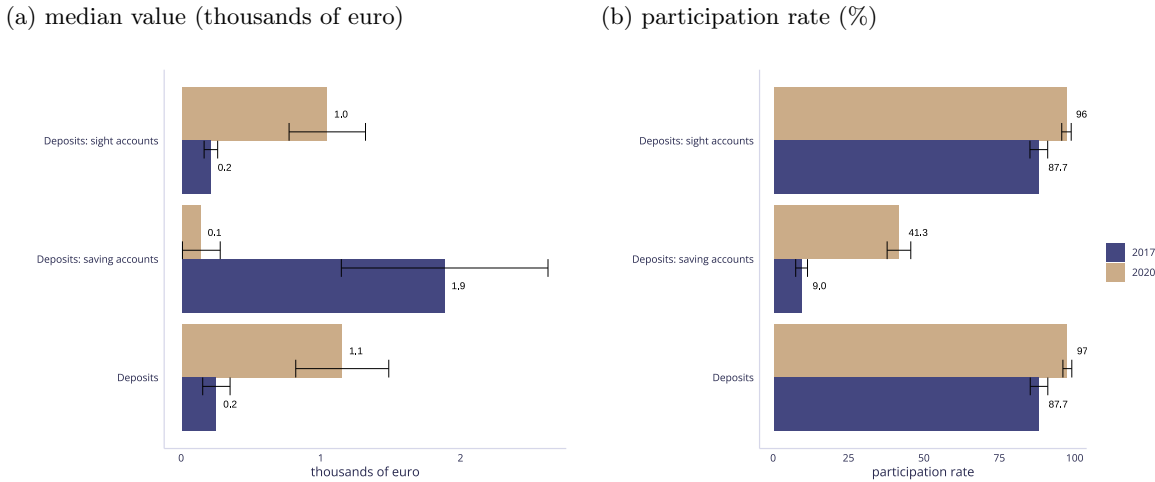 (a) median value (thousands of euro)
(b) participation rate (%)
Deposits: sight accounts
1.0
0.2
Deposits: saving accounts
0.1
1.9
Deposits
1.1
0.2
0
1
2
thousands of euro
Deposits: sight accounts
96
87.7
Deposits: saving accounts
41.3
9.0
Deposits
97
87.7
0
25
50
75
100
participation rate
2017
2020